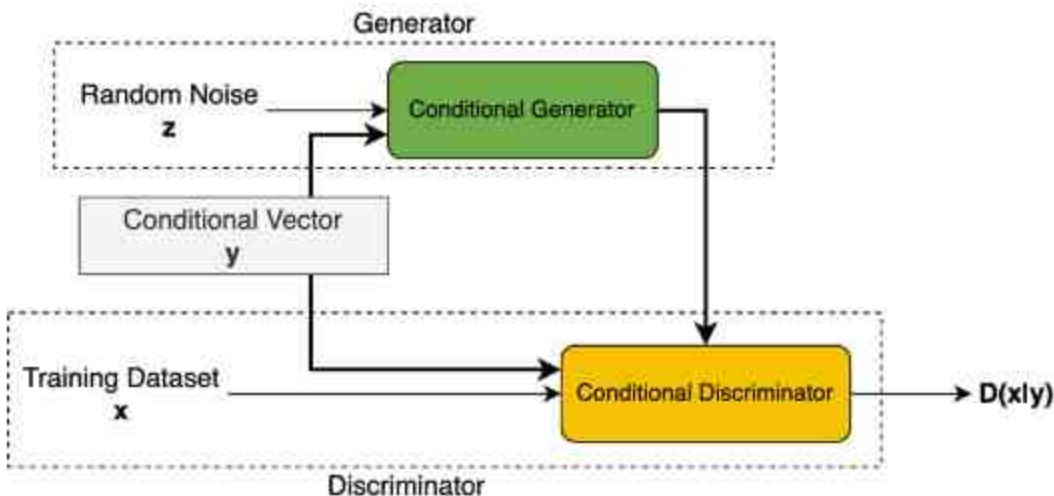 Generator
Random Noise
z
Conditional Generator
Conditional Vector
y
Training Dataset
x
Conditional Discriminator
D(x|y)
Discriminator